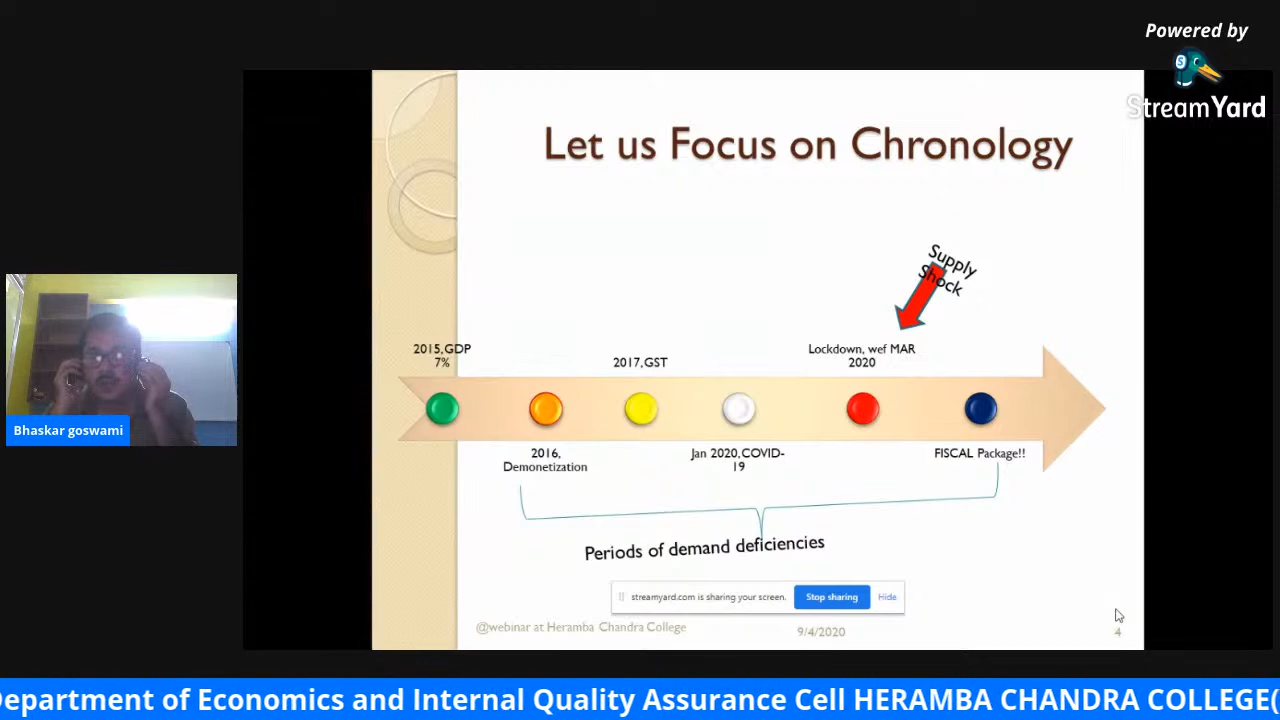 Powered by
StreamYard
Let us Focus on Chronology
Supply
Shock
2015,GDP
7%
2017,GST
Lockdown, wef MAR
2020
2016,
Demonetization
Jan 2020,COVID-
19
FISCAL Package!!
Periods of demand deficiencies
streamyard.com is sharing your screen.
Stop sharing
Hide
@webinar at Heramba Chandra College
9/4/2020
4
Bhaskar goswami
Department of Economics and Internal Quality Assurance Cell HERAMBA CHANDRA COLLEGE(